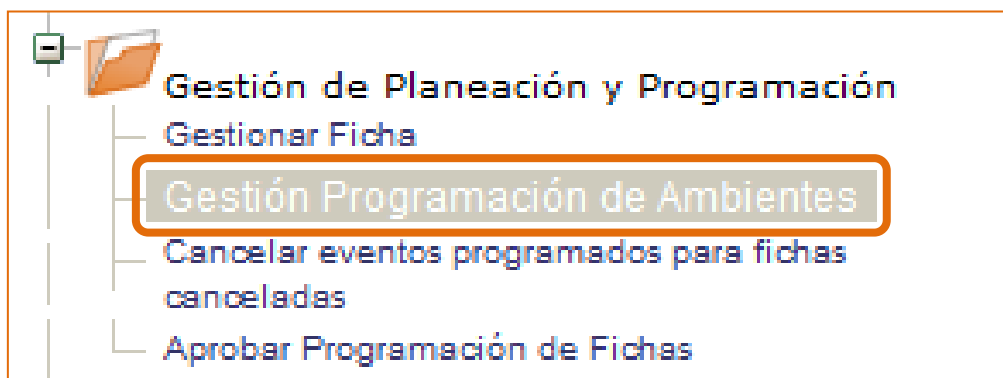 Gestión de Planeación y Programación
Gestionar Ficha
Gestión Programación de Ambientes
Cancelar eventos programados para fichas
canceladas
Aprobar Programación de Fichas